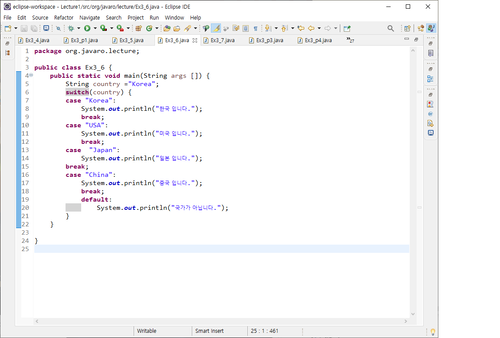 eclipse-workspace - Lecture1/src/org/javaro/lecture/Ex3_6.java - Eclipse IDE
File Edit Source Refactor Navigate Search Project Run Window Help
Ex3_4.java Ex3_p1.java Ex3_5.java Ex3_6.java Ex3_7.java Ex3_p3.java Ex3_p4.java
1 package org.javaro.lecture;
2
3 public class Ex3_6 {
4 public static void main(String args []) {
5 String country ="Korea";
6 switch(country) {
7 case "Korea":
8 System.out.println("한국 입니다.");
9 break;
10 case "USA":
11 System.out.println("미국 입니다.");
12 break;
13 case "Japan":
14 System.out.println("일본 입니다.");
15 break;
16 case "China":
17 System.out.println("중국 입니다.");
18 break;
19 default:
20 System.out.println("국가가 아닙니다.");
21 }
22 }
23
24 }
25
Writable Smart Insert 25 : 1 : 461